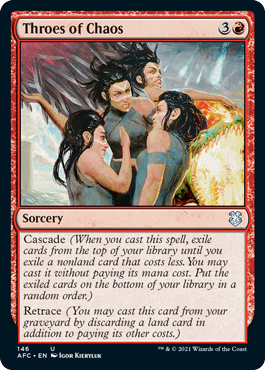 Throes of Chaos 3
Sorcery
Cascade (When you cast this spell, exile
cards from the top of your library until you
exile a nonland card that costs less. You may
cast it without paying its mana cost. Put the
exiled cards on the bottom of your library in a
random order.)
Retrace (You may cast this card from your
graveyard by discarding a land card in
addition to paying its other costs.)
146 U
AFC • EN Igor Kieryluk
™ & © 2021 Wizards of the Coast